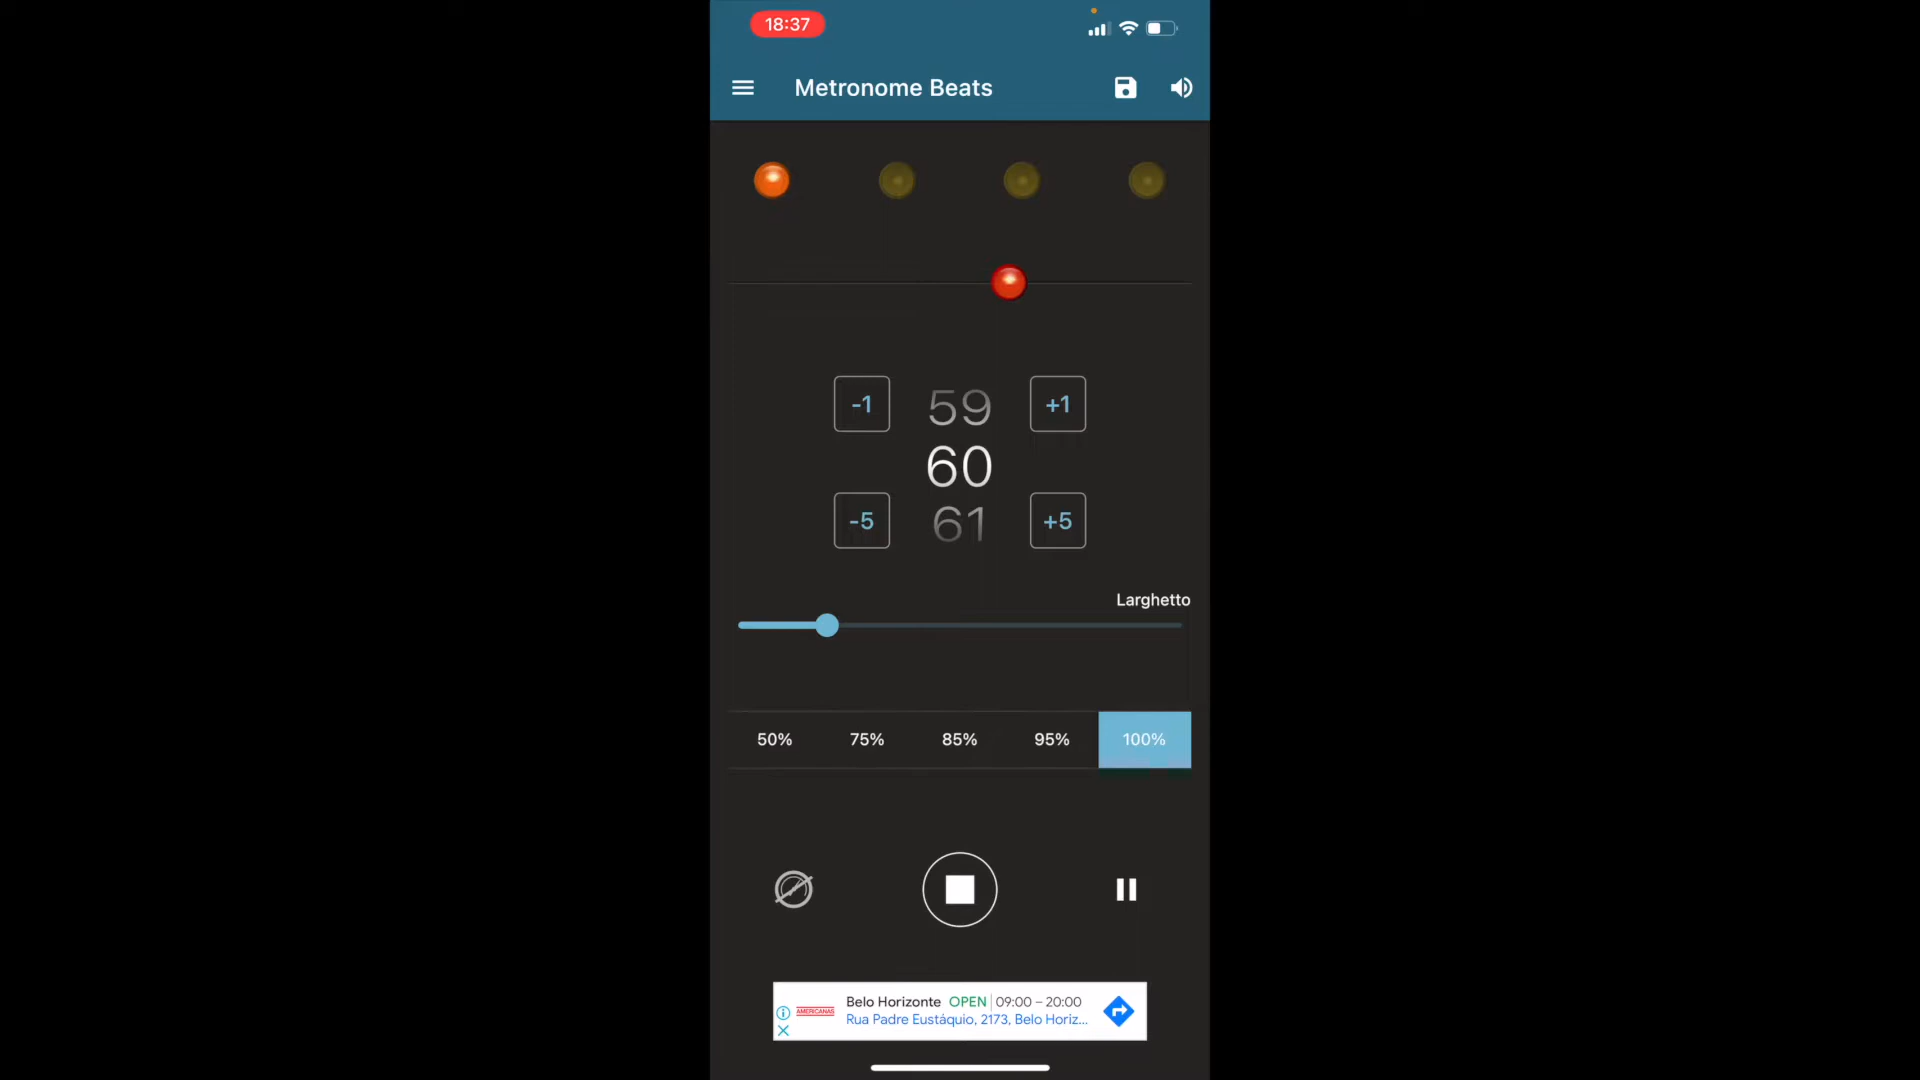 18:37
Metronome Beats
59
-1 +1
60
-5 +5
61
Larghetto
50% 75% 85% 95% 100%
Belo Horizonte OPEN 09:00 – 20:00
AMERICANAS
Rua Padre Eustáquio, 2173, Belo Horiz...